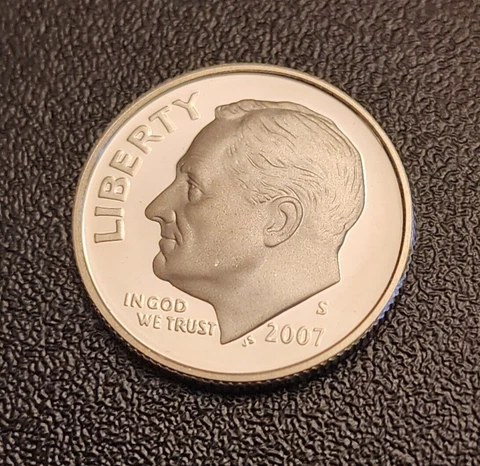 LIBERTY
IN GOD
WE TRUST
S
JS
2007